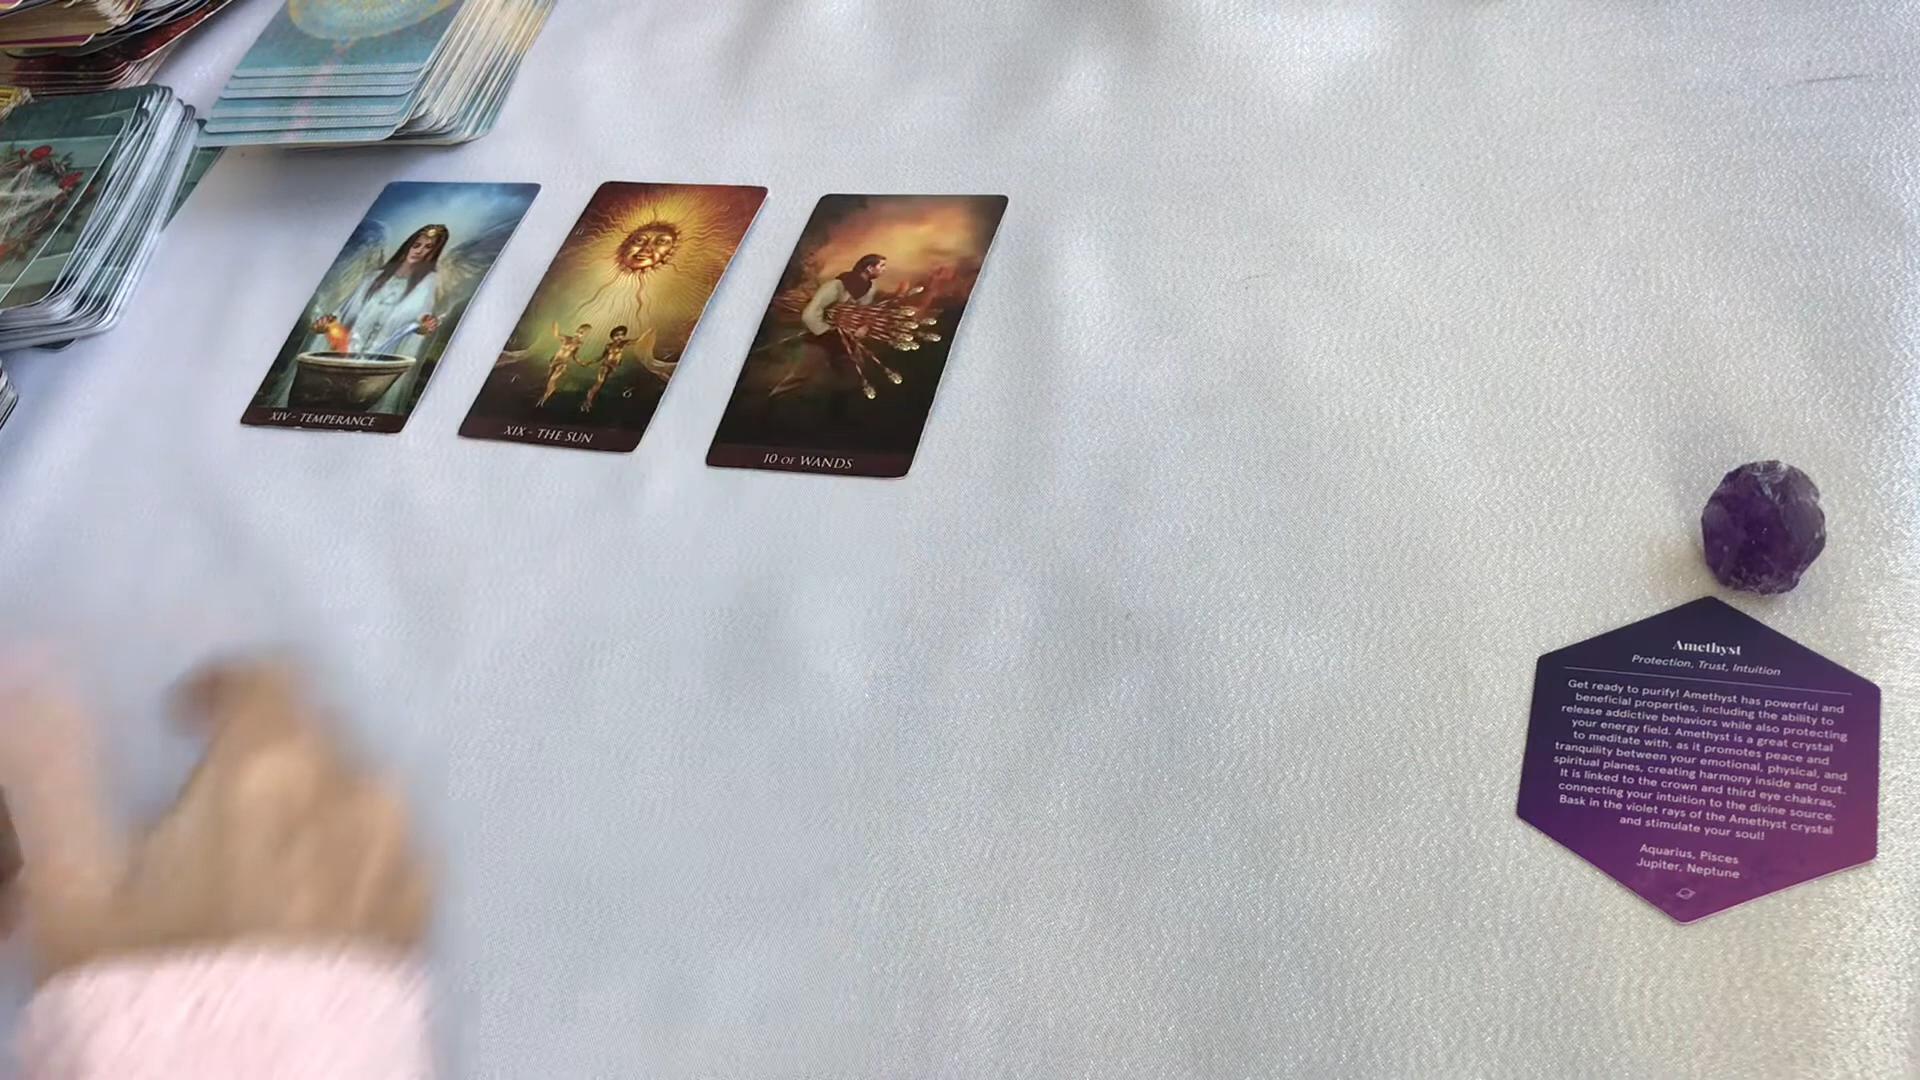 XIV - TEMPERANCE
XIX - THE SUN
10 OF WANDS
Amethyst
Protection, Trust, Intuition
Get ready to purify! Amethyst has powerful and
beneficial properties, including the ability to
release addictive behaviors while also protecting
your energy field. Amethyst is a great crystal
to meditate with, as it promotes peace and
tranquility between your emotional, physical, and
spiritual planes, creating harmony inside and out.
It is linked to the crown and third eye chakras,
connecting your intuition to the divine source.
Bask in the violet rays of the Amethyst crystal
and stimulate your soul!
Aquarius, Pisces
Jupiter, Neptune